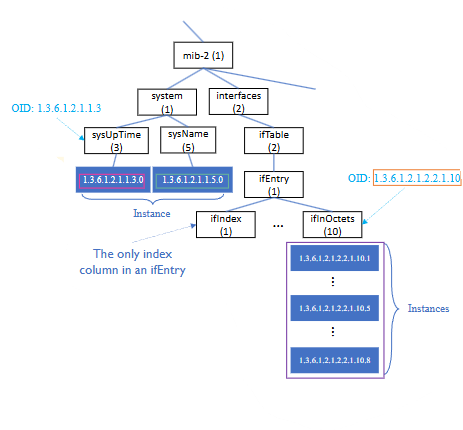 mib-2 (1)
system
(1)
interfaces
(2)
OID: 1.3.6.1.2.1.1.3
sysUpTime
(3)
sysName
(5)
ifTable
(2)
1.3.6.1.2.1.1.3.0
1.3.6.1.2.1.1.5.0
ifEntry
(1)
OID: 1.3.6.1.2.1.2.2.1.10
Instance
ifIndex
(1)
...
ifInOctets
(10)
The only index
column in an ifEntry
1.3.6.1.2.1.2.2.1.10.1
1.3.6.1.2.1.2.2.1.10.5
Instances
1.3.6.1.2.1.2.2.1.10.8